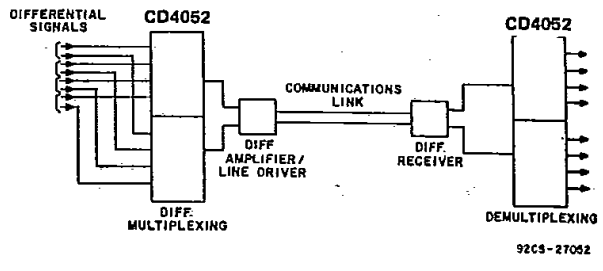 DIFFERENTIAL
SIGNALS
CD4052
CD4052
COMMUNICATIONS
LINK
DIFF
AMPLIFIER/
LINE DRIVER
DIFF.
RECEIVER
DIFF.
MULTIPLEXING
DEMULTIPLEXING
92CS-27052